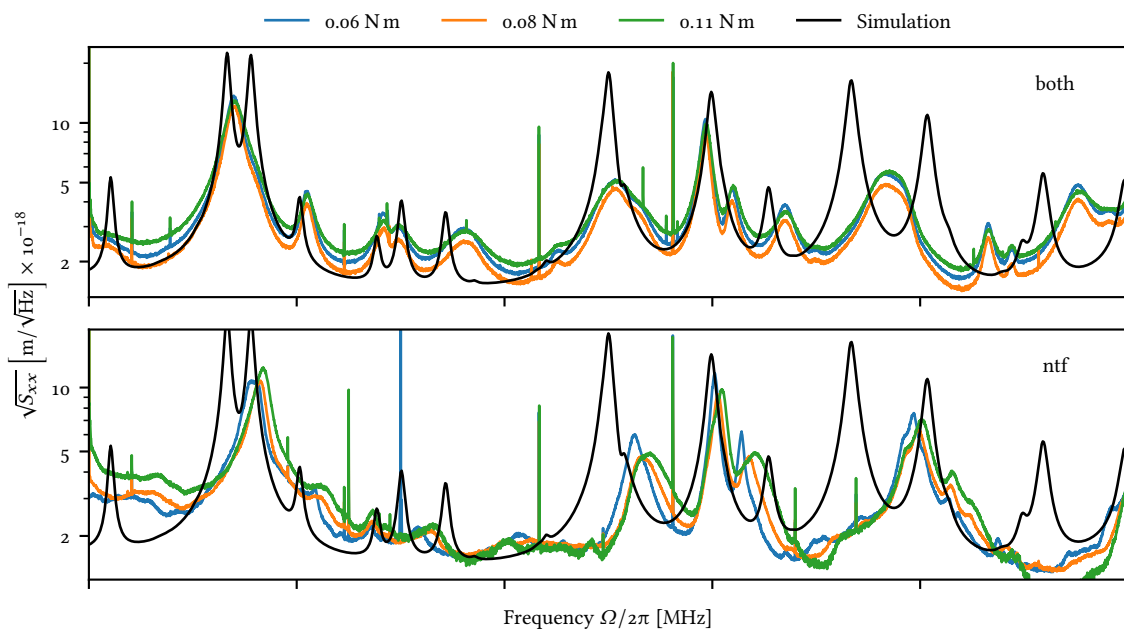 0.06 N m 0.08 N m 0.11 N m Simulation
both
10
5
2
√Sxx [m/√Hz] × 10⁻¹⁸
ntf
10
5
2
Frequency Ω/2π [MHz]